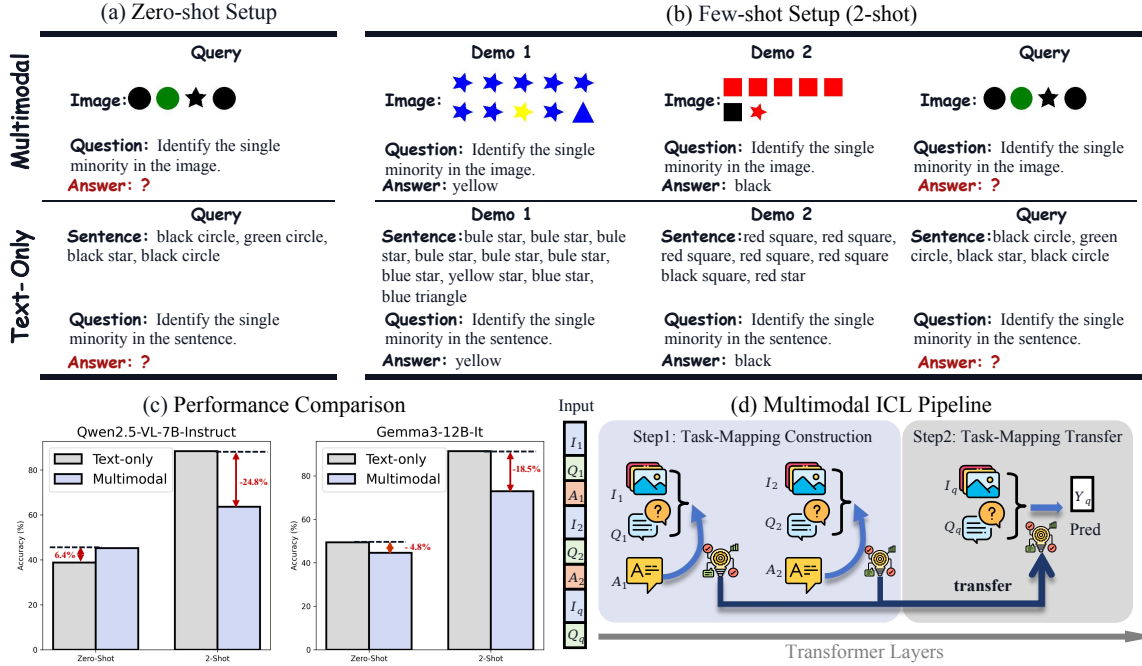 (a) Zero-shot Setup
(b) Few-shot Setup (2-shot)
Multimodal
Query
Image:
Question: Identify the single
minority in the image.
Answer: ?
Demo 1
Image:
Question: Identify the single
minority in the image.
Answer: yellow
Demo 2
Image:
Question: Identify the single
minority in the image.
Answer: black
Query
Image:
Question: Identify the single
minority in the image.
Answer: ?
Text-Only
Query
Sentence: black circle, green circle,
black star, black circle
Question: Identify the single
minority in the sentence.
Answer: ?
Demo 1
Sentence:bule star, bule star, bule
star, bule star, bule star, bule star,
blue star, yellow star, blue star,
blue triangle
Question: Identify the single
minority in the sentence.
Answer: yellow
Demo 2
Sentence:red square, red square,
red square, red square, red square
black square, red star
Question: Identify the single
minority in the sentence.
Answer: black
Query
Sentence:black circle, green
circle, black star, black circle
Question: Identify the single
minority in the sentence.
Answer: ?
(c) Performance Comparison
Qwen2.5-VL-7B-Instruct
Text-only
Multimodal
Accuracy (%)
80
60
40
20
0
6.4%
-24.8%
Zero-Shot
2-Shot
Gemma3-12B-It
Text-only
Multimodal
Accuracy (%)
80
60
40
20
0
- 4.8%
-18.5%
Zero-Shot
2-Shot
(d) Multimodal ICL Pipeline
Input
I1
Q1
A1
I2
Q2
A2
Iq
Qq
Step1: Task-Mapping Construction
I1
Q1
A1
A
I2
Q2
A2
A
Step2: Task-Mapping Transfer
Iq
Qq
Yq
Pred
transfer
Transformer Layers